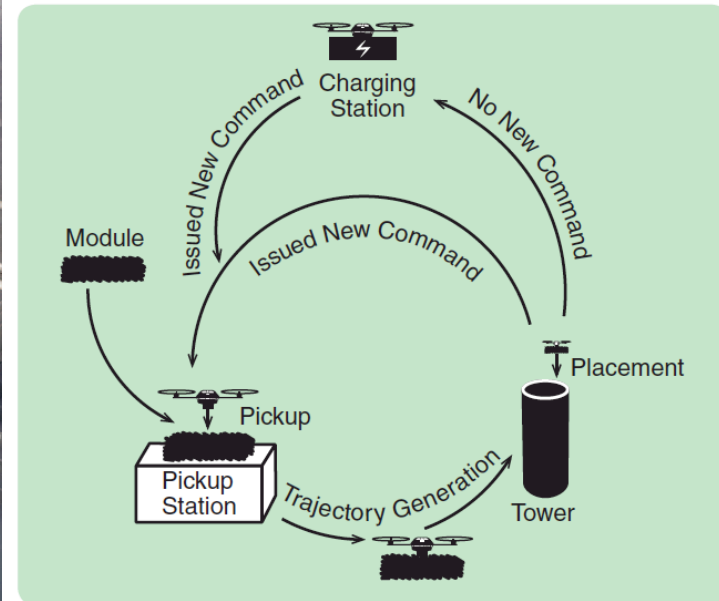 Charging
Station
Issued New Command
No New Command
Issued New Command
Module
Placement
Pickup
Pickup
Station
Trajectory Generation
Tower